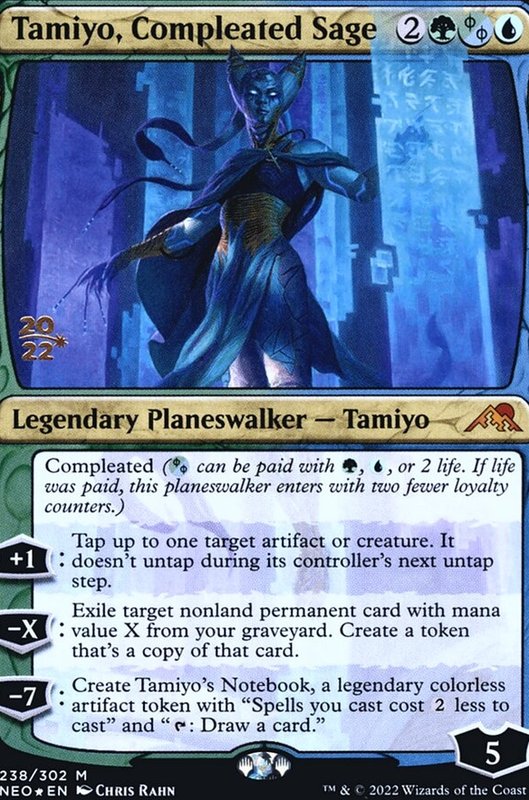 Tamiyo, Compleated Sage 2
20
22
Legendary Planeswalker — Tamiyo
Compleated ( can be paid with , , or 2 life. If life
was paid, this planeswalker enters with two fewer loyalty
counters.)
+1: Tap up to one target artifact or creature. It
doesn't untap during its controller's next untap
step.
−X: Exile target nonland permanent card with mana
value X from your graveyard. Create a token
that's a copy of that card.
−7: Create Tamiyo's Notebook, a legendary colorless
artifact token with “Spells you cast cost 2 less to
cast” and “: Draw a card.”
5
238/302 M
NEO★EN Chris Rahn
™ & © 2022 Wizards of the Coast